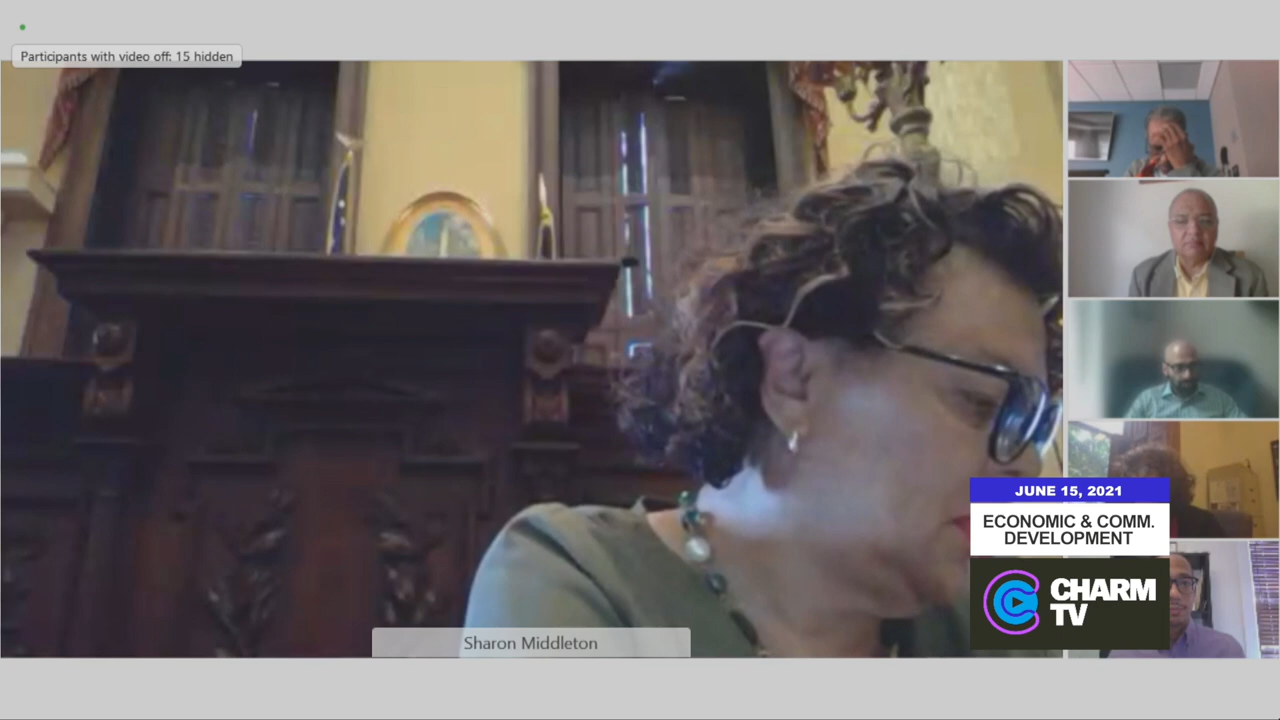 Participants with video off: 15 hidden
JUNE 15, 2021
ECONOMIC & COMM.
DEVELOPMENT
CHARM
TV
Sharon Middleton